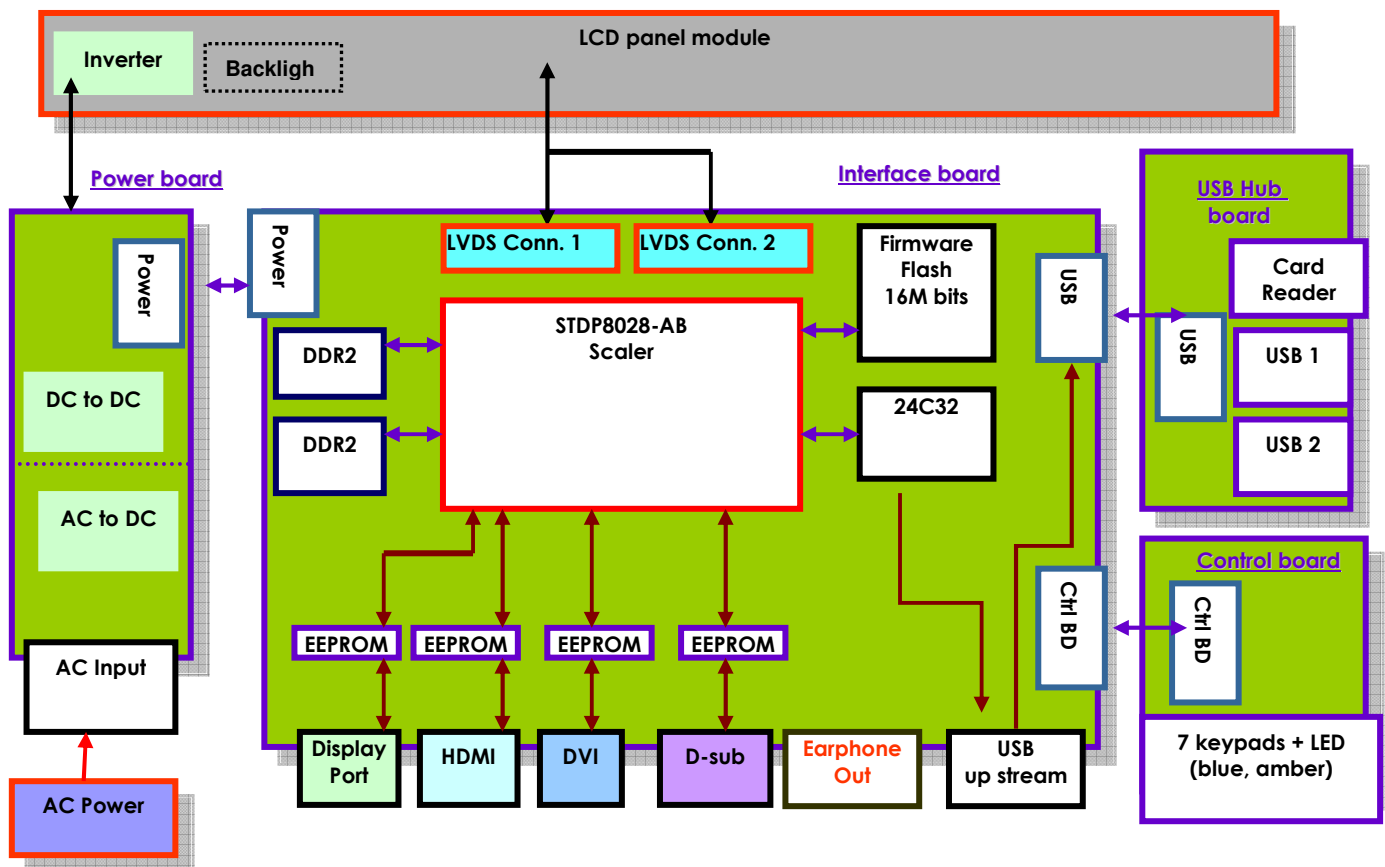 LCD panel module
Inverter
Backligh
Power board
Interface board
USB Hub
board
Power
Power
LVDS Conn. 1
LVDS Conn. 2
Firmware
Flash
16M bits
USB
USB
Card
Reader
USB 1
USB 2
STDP8028-AB
Scaler
DDR2
DDR2
24C32
DC to DC
AC to DC
Control board
Ctrl BD
Ctrl BD
EEPROM
EEPROM
EEPROM
EEPROM
AC Input
AC Power
Display
Port
HDMI
DVI
D-sub
Earphone
Out
USB
up stream
7 keypads + LED
(blue, amber)